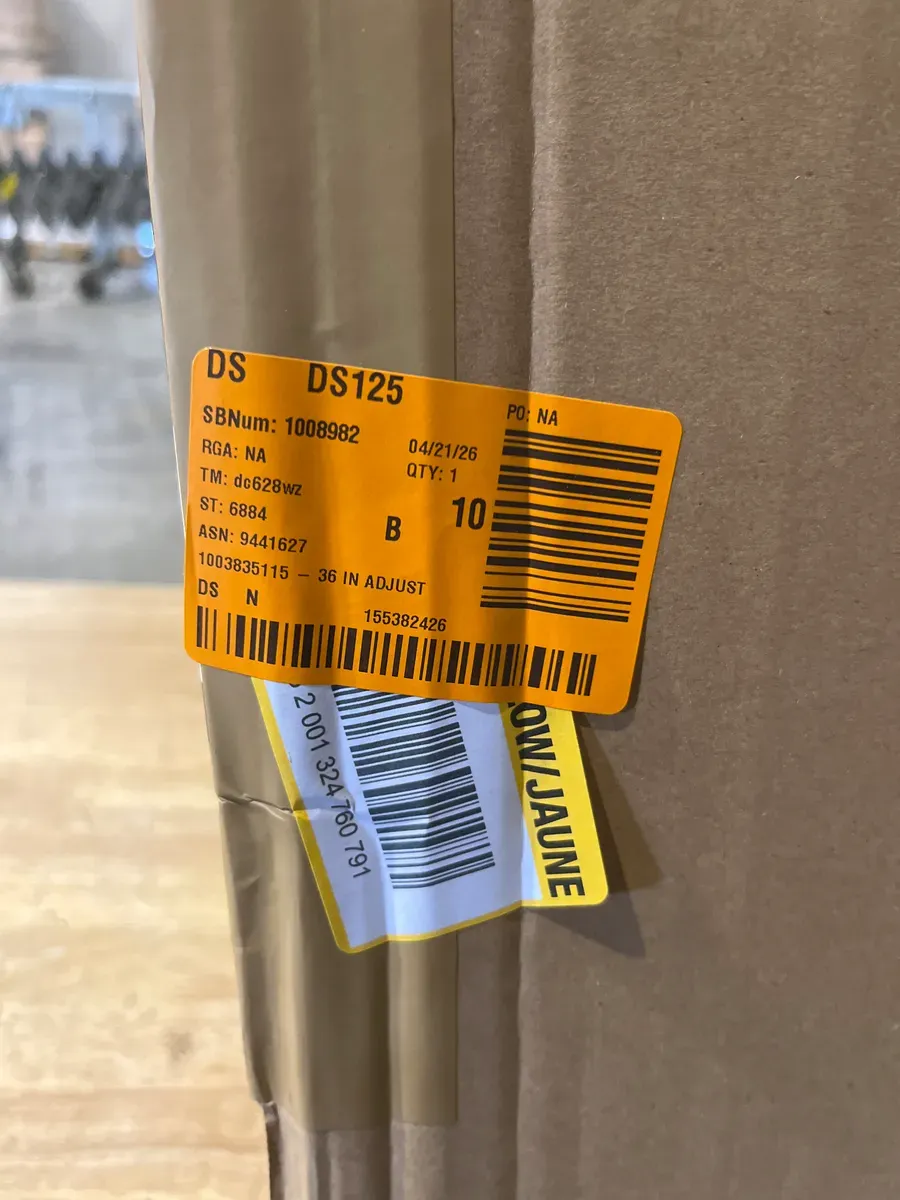 DS DS125
SBNum: 1008982
PO: NA
RGA: NA
04/21/26
TM: dc628wz
QTY: 1
ST: 6884
B 10
ASN: 9441627
1003835115 – 36 IN ADJUST
DS N
155382426
2 001 324 760 791
OW/JAUNE